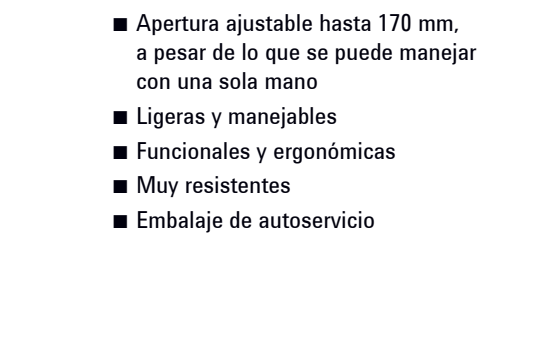 ■ Apertura ajustable hasta 170 mm,
a pesar de lo que se puede manejar
con una sola mano
■ Ligeras y manejables
■ Funcionales y ergonómicas
■ Muy resistentes
■ Embalaje de autoservicio